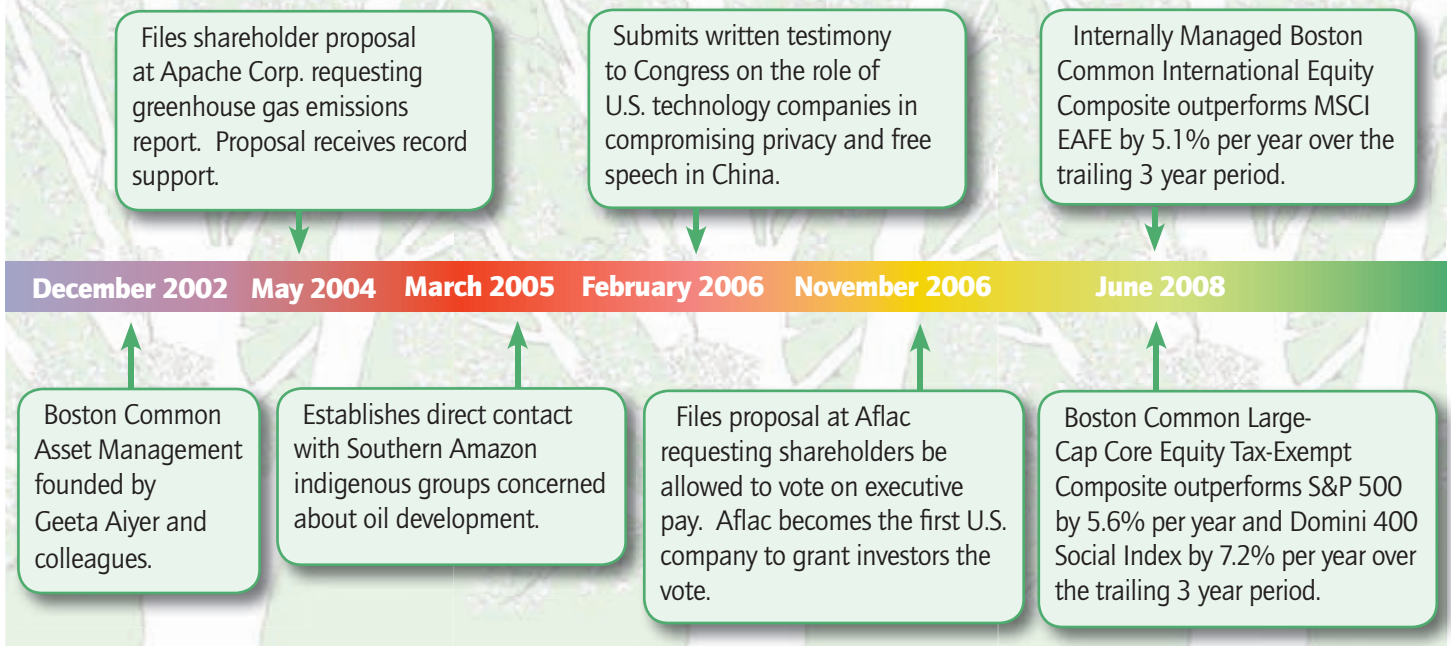 Files shareholder proposal
at Apache Corp. requesting
greenhouse gas emissions
report. Proposal receives record
support.
Submits written testimony
to Congress on the role of
U.S. technology companies in
compromising privacy and free
speech in China.
Internally Managed Boston
Common International Equity
Composite outperforms MSCI
EAFE by 5.1% per year over the
trailing 3 year period.
December 2002 May 2004 March 2005 February 2006 November 2006 June 2008
Boston Common
Asset Management
founded by
Geeta Aiyer and
colleagues.
Establishes direct contact
with Southern Amazon
indigenous groups concerned
about oil development.
Files proposal at Aflac
requesting shareholders be
allowed to vote on executive
pay. Aflac becomes the first U.S.
company to grant investors the
vote.
Boston Common Large-
Cap Core Equity Tax-Exempt
Composite outperforms S&P 500
by 5.6% per year and Domini 400
Social Index by 7.2% per year over
the trailing 3 year period.